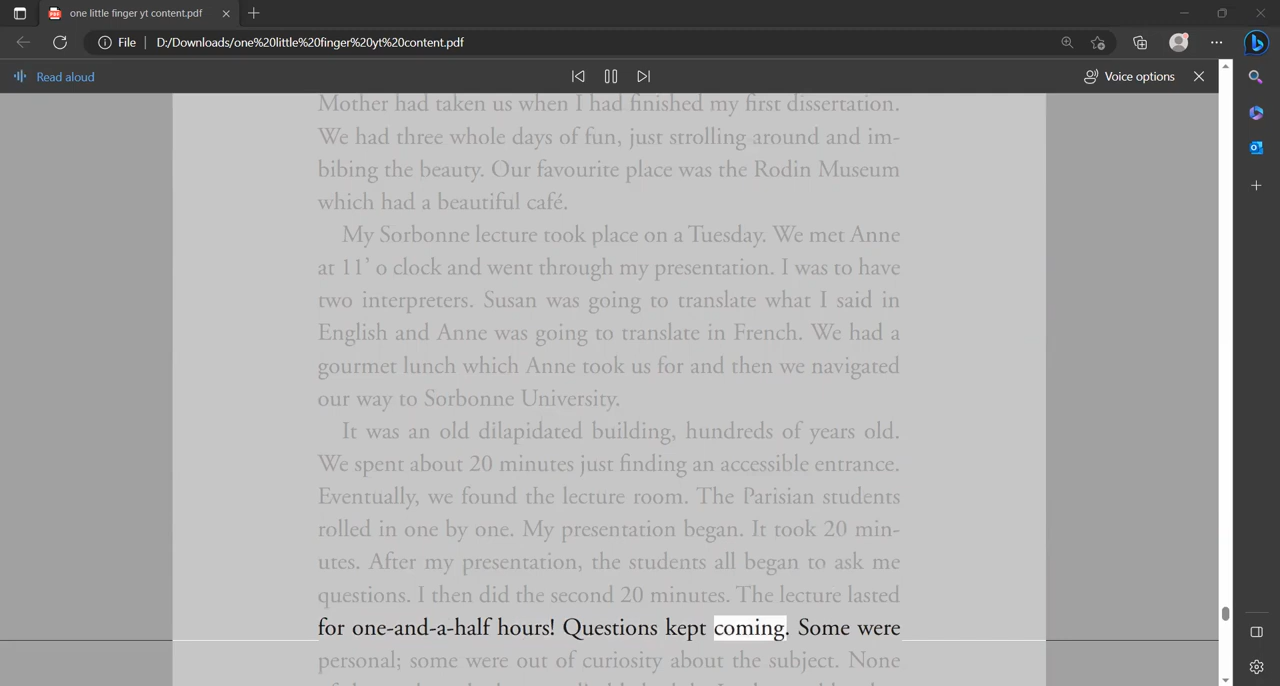 one little finger yt content.pdf
File D:/Downloads/one%20little%20finger%20yt%20content.pdf
Read aloud
Voice options
Mother had taken us when I had finished my first dissertation.
We had three whole days of fun, just strolling around and im-
bibing the beauty. Our favourite place was the Rodin Museum
which had a beautiful café.
My Sorbonne lecture took place on a Tuesday. We met Anne
at 11’ o clock and went through my presentation. I was to have
two interpreters. Susan was going to translate what I said in
English and Anne was going to translate in French. We had a
gourmet lunch which Anne took us for and then we navigated
our way to Sorbonne University.
It was an old dilapidated building, hundreds of years old.
We spent about 20 minutes just finding an accessible entrance.
Eventually, we found the lecture room. The Parisian students
rolled in one by one. My presentation began. It took 20 min-
utes. After my presentation, the students all began to ask me
questions. I then did the second 20 minutes. The lecture lasted
for one-and-a-half hours! Questions kept coming. Some were
personal; some were out of curiosity about the subject. None